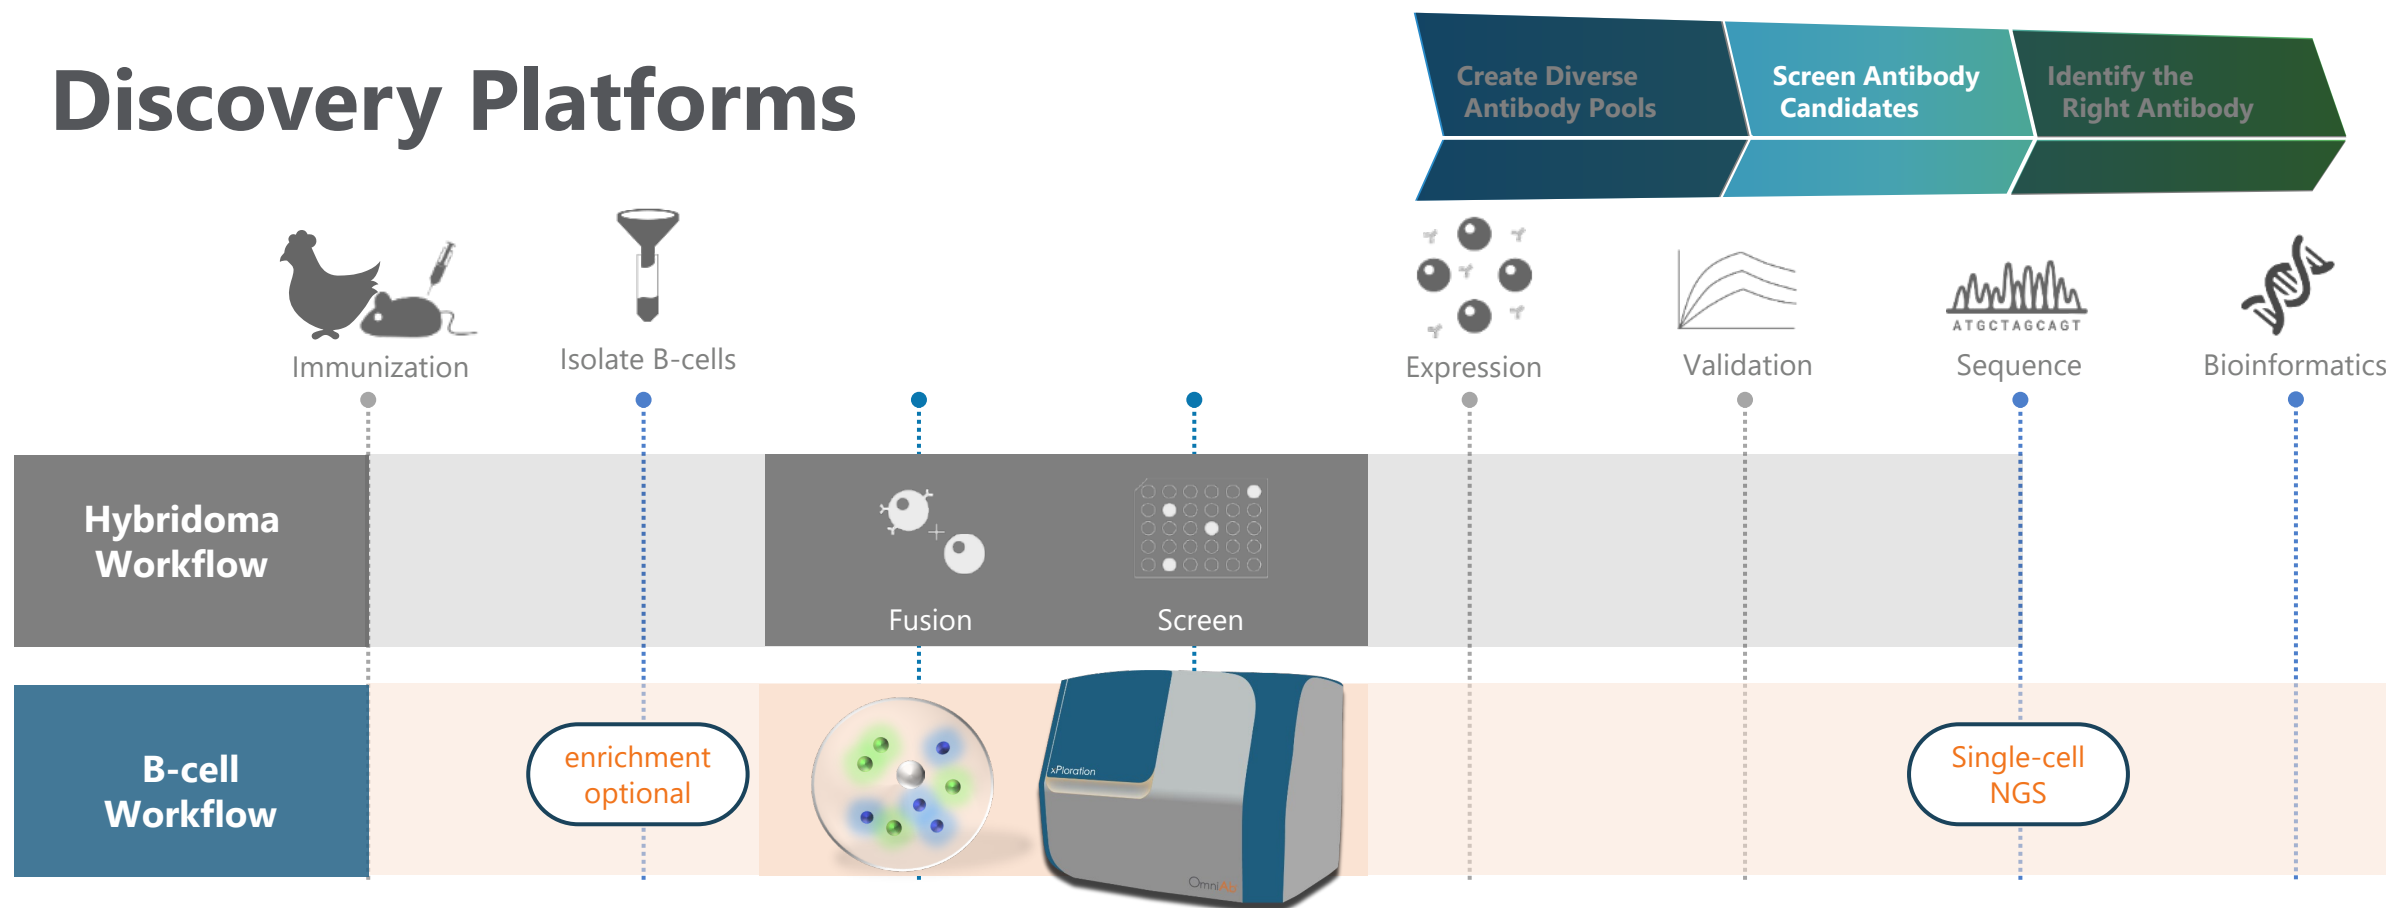 Discovery Platforms
Create Diverse
Antibody Pools
Screen Antibody
Candidates
Identify the
Right Antibody
Immunization
Isolate B-cells
Expression
Validation
ATGCTAGCAGT
Sequence
Bioinformatics
Hybridoma
Workflow
Fusion
Screen
B-cell
Workflow
enrichment
optional
xPloration
OmniAb
Single-cell
NGS